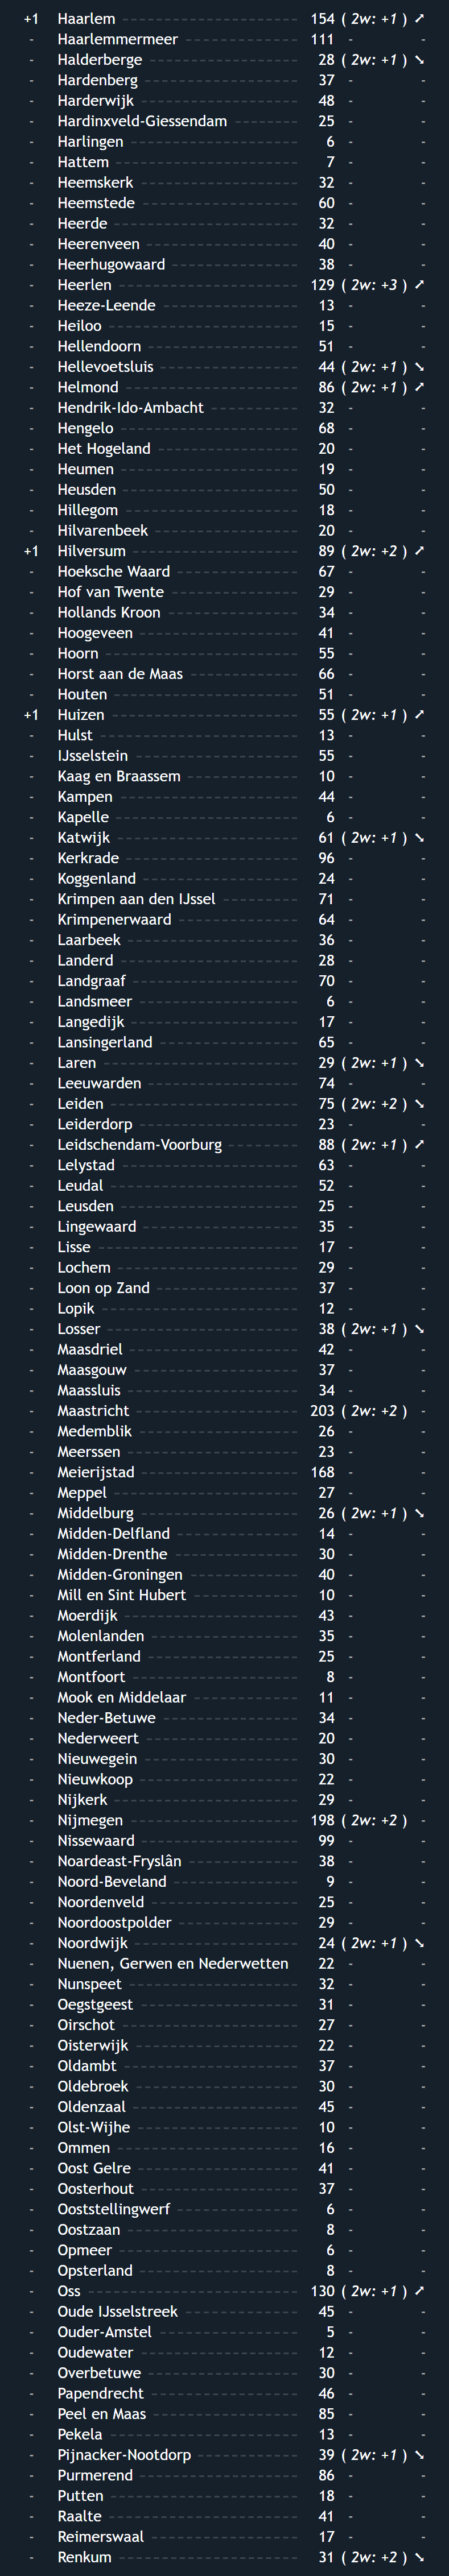 +1 Haarlem 154 ( 2w: +1 ) ⤢
- Haarlemmermeer 111 - -
- Halderberge 28 ( 2w: +1 ) ➘
- Hardenberg 37 - -
- Harderwijk 48 - -
- Hardinxveld-Giessendam 25 - -
- Harlingen 6 - -
- Hattem 7 - -
- Heemskerk 32 - -
- Heemstede 60 - -
- Heerde 32 - -
- Heerenveen 40 - -
- Heerhugowaard 38 - -
- Heerlen 129 ( 2w: +3 ) ➚
- Heeze-Leende 13 - -
- Heiloo 15 - -
- Hellendoorn 51 - -
- Hellevoetsluis 44 ( 2w: +1 ) ➘
- Helmond 86 ( 2w: +1 ) ➚
- Hendrik-Ido-Ambacht 32 - -
- Hengelo 68 - -
- Het Hogeland 20 - -
- Heumen 19 - -
- Heusden 50 - -
- Hillegom 18 - -
- Hilvarenbeek 20 - -
+1 Hilversum 89 ( 2w: +2 ) ➚
- Hoeksche Waard 67 - -
- Hof van Twente 29 - -
- Hollands Kroon 34 - -
- Hoogeveen 41 - -
- Hoorn 55 - -
- Horst aan de Maas 66 - -
- Houten 51 - -
+1 Huizen 55 ( 2w: +1 ) ➚
- Hulst 13 - -
- IJsselstein 55 - -
- Kaag en Braassem 10 - -
- Kampen 44 - -
- Kapelle 6 - -
- Katwijk 61 ( 2w: +1 ) ➘
- Kerkrade 96 - -
- Koggenland 24 - -
- Krimpen aan den IJssel 71 - -
- Krimpenerwaard 64 - -
- Laarbeek 36 - -
- Landerd 28 - -
- Landgraaf 70 - -
- Landsmeer 6 - -
- Langedijk 17 - -
- Lansingerland 65 - -
- Laren 29 ( 2w: +1 ) ➘
- Leeuwarden 74 - -
- Leiden 75 ( 2w: +2 ) ➘
- Leiderdorp 23 - -
- Leidschendam-Voorburg 88 ( 2w: +1 ) ➚
- Lelystad 63 - -
- Leudal 52 - -
- Leusden 25 - -
- Lingewaard 35 - -
- Lisse 17 - -
- Lochem 29 - -
- Loon op Zand 37 - -
- Lopik 12 - -
- Losser 38 ( 2w: +1 ) ➘
- Maasdriel 42 - -
- Maasgouw 37 - -
- Maassluis 34 - -
- Maastricht 203 ( 2w: +2 ) -
- Medemblik 26 - -
- Meerssen 23 - -
- Meierijstad 168 - -
- Meppel 27 - -
- Middelburg 26 ( 2w: +1 ) ➘
- Midden-Delfland 14 - -
- Midden-Drenthe 30 - -
- Midden-Groningen 40 - -
- Mill en Sint Hubert 10 - -
- Moerdijk 43 - -
- Molenlanden 35 - -
- Montferland 25 - -
- Montfoort 8 - -
- Mook en Middelaar 11 - -
- Neder-Betuwe 34 - -
- Nederweert 20 - -
- Nieuwegein 30 - -
- Nieuwkoop 22 - -
- Nijkerk 29 - -
- Nijmegen 198 ( 2w: +2 ) -
- Nissewaard 99 - -
- Noardeast-Fryslân 38 - -
- Noord-Beveland 9 - -
- Noordenveld 25 - -
- Noordoostpolder 29 - -
- Noordwijk 24 ( 2w: +1 ) ➘
- Nuenen, Gerwen en Nederwetten 22 - -
- Nunspeet 32 - -
- Oegstgeest 31 - -
- Oirschot 27 - -
- Oisterwijk 22 - -
- Oldambt 37 - -
- Oldebroek 30 - -
- Oldenzaal 45 - -
- Olst-Wijhe 10 - -
- Ommen 16 - -
- Oost Gelre 41 - -
- Oosterhout 37 - -
- Ooststellingwerf 6 - -
- Oostzaan 8 - -
- Opmeer 6 - -
- Opsterland 8 - -
- Oss 130 ( 2w: +1 ) ➚
- Oude IJsselstreek 45 - -
- Ouder-Amstel 5 - -
- Oudewater 12 - -
- Overbetuwe 30 - -
- Papendrecht 46 - -
- Peel en Maas 85 - -
- Pekela 13 - -
- Pijnacker-Nootdorp 39 ( 2w: +1 ) ➘
- Purmerend 86 - -
- Putten 18 - -
- Raalte 41 - -
- Reimerswaal 17 - -
- Renkum 31 ( 2w: +2 ) ➘